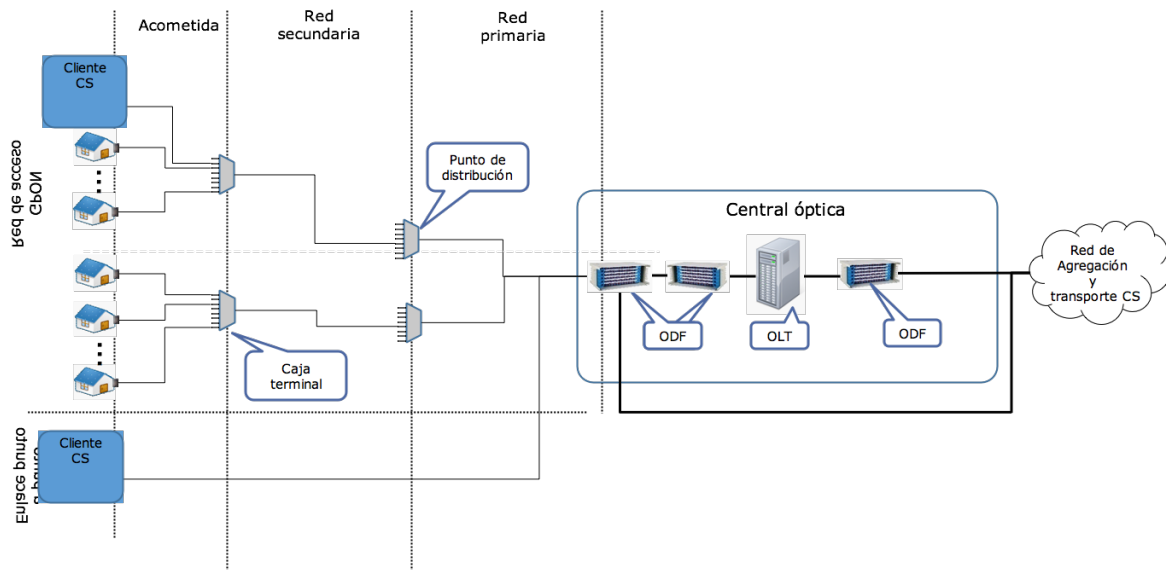 Acometida
Red
secundaria
Red
primaria
Cliente
CS
Red de acceso
GPON
Punto de
distribución
Central óptica
Red de
Agregación
y
transporte CS
ODF
OLT
ODF
Caja
terminal
Cliente
CS
Enlace punto
a punto